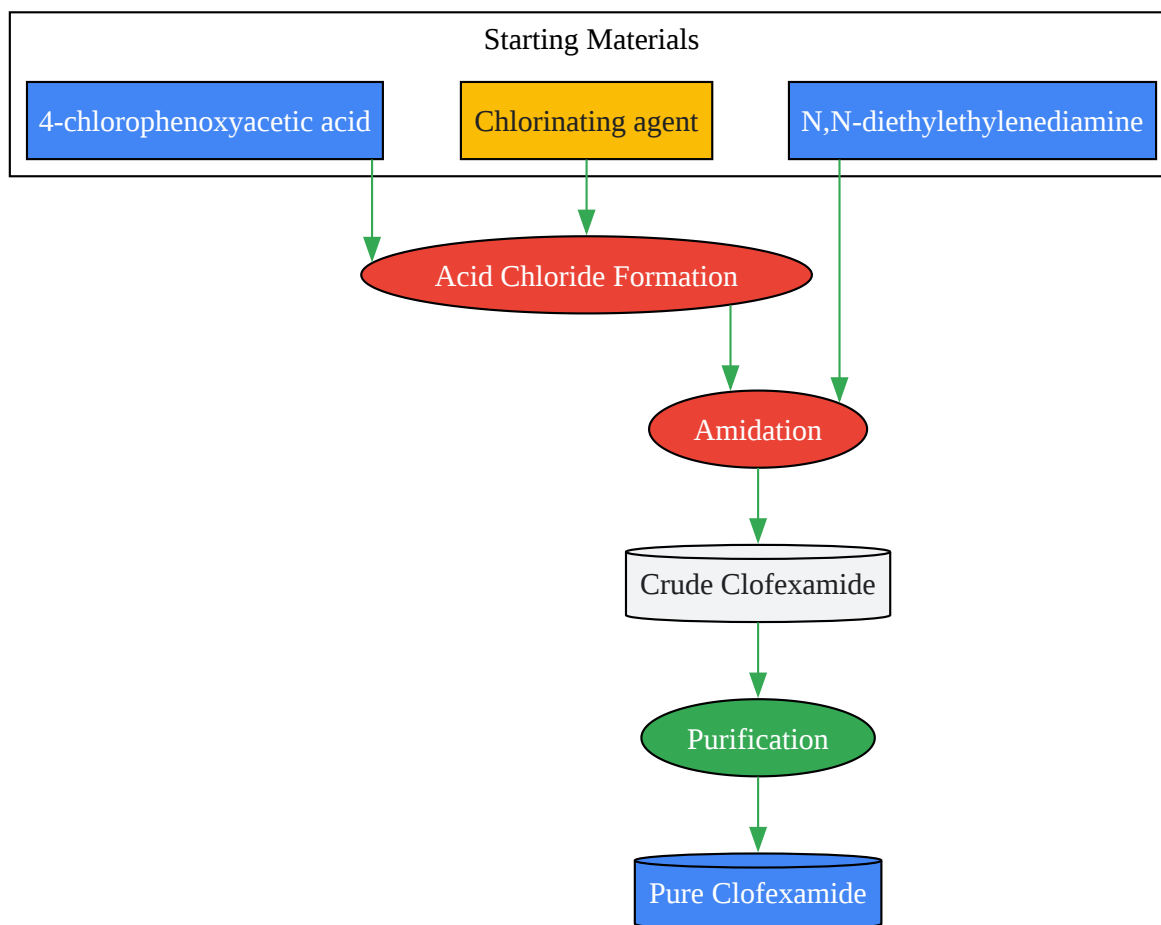 Starting Materials
4-chlorophenoxyacetic acid
Chlorinating agent
N,N-diethylethylenediamine
Acid Chloride Formation
Amidation
Crude Clofexamide
Purification
Pure Clofexamide